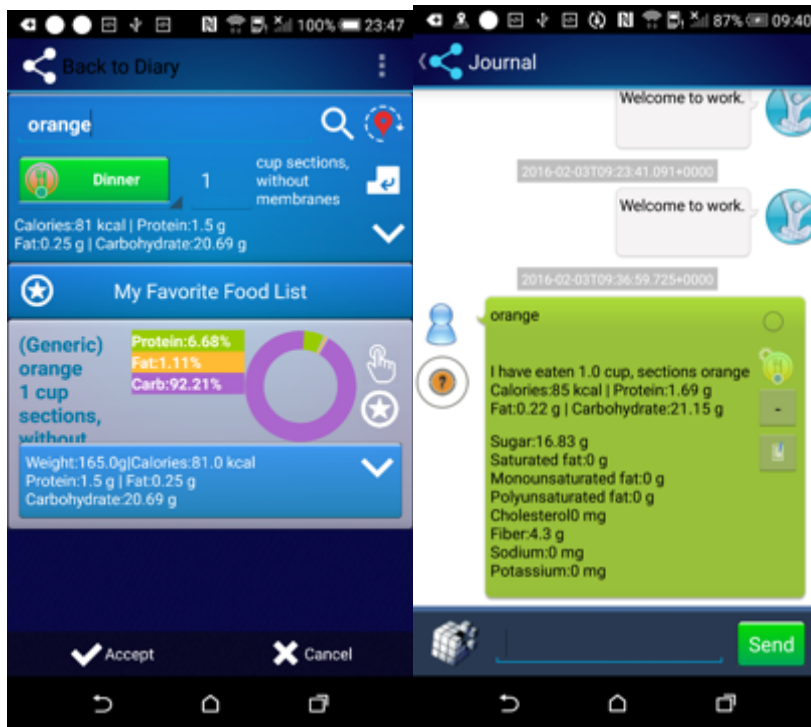 100% 23:47
Back to Diary
orange
Dinner
1
cup sections,
without
membranes
Calories:81 kcal | Protein:1.5 g
Fat:0.25 g | Carbohydrate:20.69 g
My Favorite Food List
(Generic)
orange
1 cup
sections,
without
Protein:6.68%
Fat:1.11%
Carb:92.21%
Weight:165.0g|Calories:81.0 kcal
Protein:1.5 g | Fat:0.25 g
Carbohydrate:20.69 g
Accept
Cancel
87% 09:40
Journal
Welcome to work.
2016-02-03T09:23:41.091+0000
Welcome to work.
2016-02-03T09:36:59.725+0000
orange
I have eaten 1.0 cup, sections orange
Calories:85 kcal | Protein:1.69 g
Fat:0.22 g | Carbohydrate:21.15 g
-
Sugar:16.83 g
Saturated fat:0 g
Monounsaturated fat:0 g
Polyunsaturated fat:0 g
Cholesterol0 mg
Fiber:4.3 g
Sodium:0 mg
Potassium:0 mg
?
Send